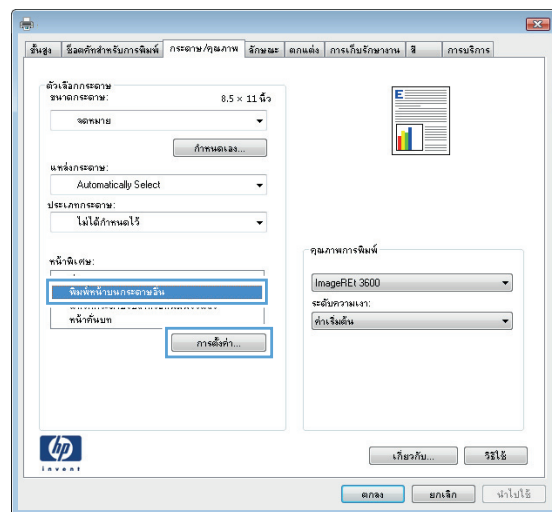 ขั้นสูง ช็อตคัทสำหรับการพิมพ์ กระดาษ/คุณภาพ ลักษณะ ตกแต่ง การเก็บรักษางาน สี การบริการ
ตัวเลือกกระดาษ
ขนาดกระดาษ: 8.5 × 11 นิ้ว
จดหมาย
กำหนดเอง...
แหล่งกระดาษ:
Automatically Select
ประเภทกระดาษ:
ไม่ได้กำหนดไว้
หน้าพิเศษ:
พิมพ์หน้าบนกระดาษอื่น
หน้าคั่นบท
การตั้งค่า...
E
คุณภาพการพิมพ์
ImageREt 3600
ระดับความเงา:
ค่าเริ่มต้น
hp
invent
เกี่ยวกับ... วิธีใช้
ตกลง ยกเลิก นำไปใช้